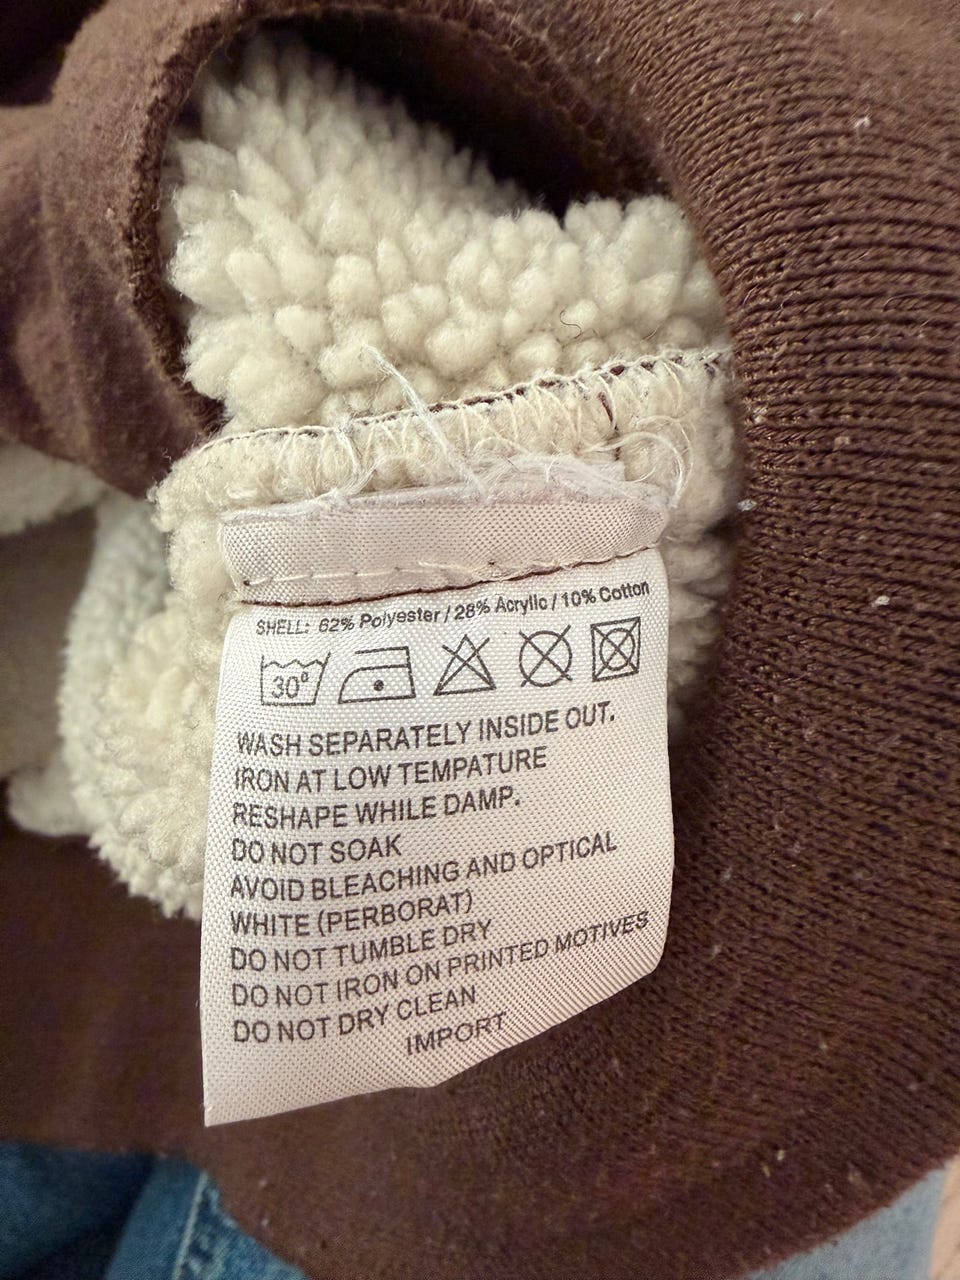 SHELL: 62% Polyester / 28% Acrylic / 10% Cotton
30°
WASH SEPARATELY INSIDE OUT.
IRON AT LOW TEMPATURE
RESHAPE WHILE DAMP.
DO NOT SOAK
AVOID BLEACHING AND OPTICAL
WHITE (PERBORAT)
DO NOT TUMBLE DRY
DO NOT IRON ON PRINTED MOTIVES
DO NOT DRY CLEAN
IMPORT